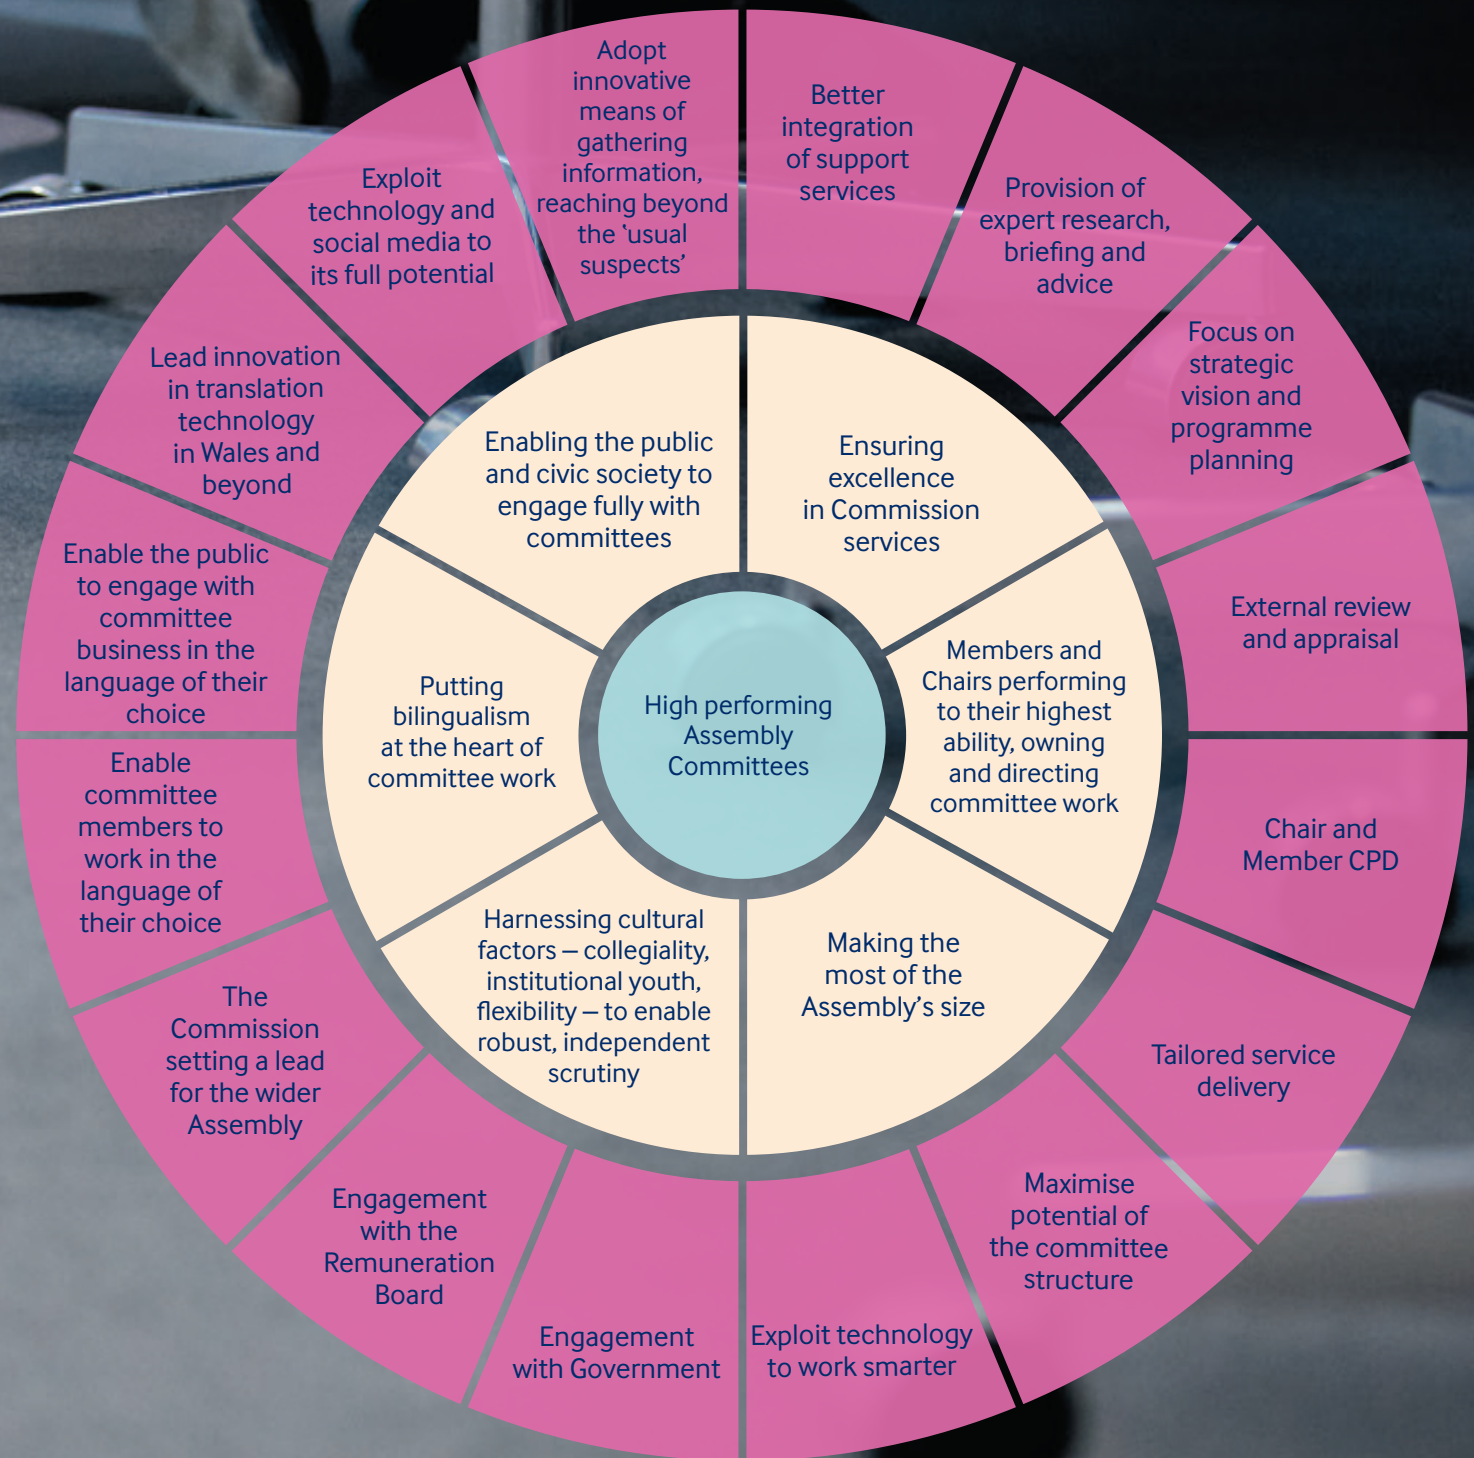 Adopt
innovative
means of
gathering
information,
reaching beyond
the ‘usual
suspects’
Better
integration
of support
services
Provision of
expert research,
briefing and
advice
Focus on
strategic
vision and
programme
planning
External review
and appraisal
Chair and
Member CPD
Tailored service
delivery
Maximise
potential of
the committee
structure
Exploit technology
to work smarter
Engagement
with Government
Engagement
with the
Remuneration
Board
The
Commission
setting a lead
for the wider
Assembly
Enable
committee
members to
work in the
language of
their choice
Enable the public
to engage with
committee
business in the
language of their
choice
Lead innovation
in translation
technology
in Wales and
beyond
Exploit
technology and
social media to
its full potential
Enabling the public
and civic society to
engage fully with
committees
Ensuring
excellence
in Commission
services
Members and
Chairs performing
to their highest
ability, owning
and directing
committee work
Making the
most of the
Assembly’s size
Harnessing cultural
factors – collegiality,
institutional youth,
flexibility – to enable
robust, independent
scrutiny
Putting
bilingualism
at the heart of
committee work
High performing
Assembly
Committees